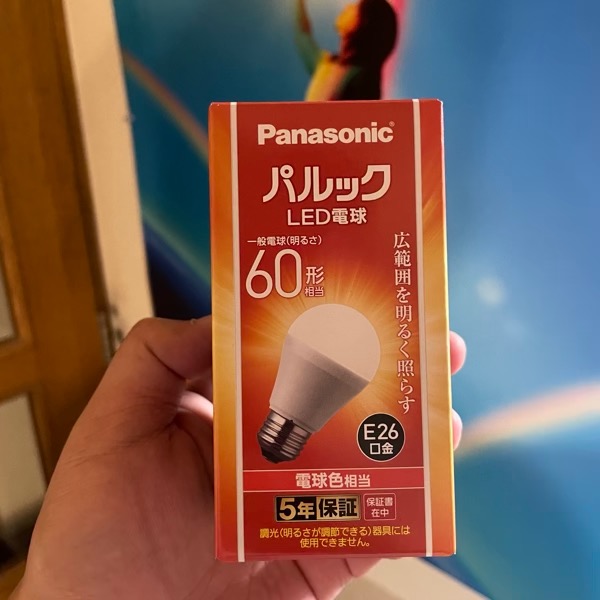 Panasonic®
パルック
LED電球
一般電球(明るさ)
60形
相当
広範囲を明るく照らす
E26
口金
電球色相当
5年保証
保証書
在中
調光(明るさが調節できる)器具には
使用できません。